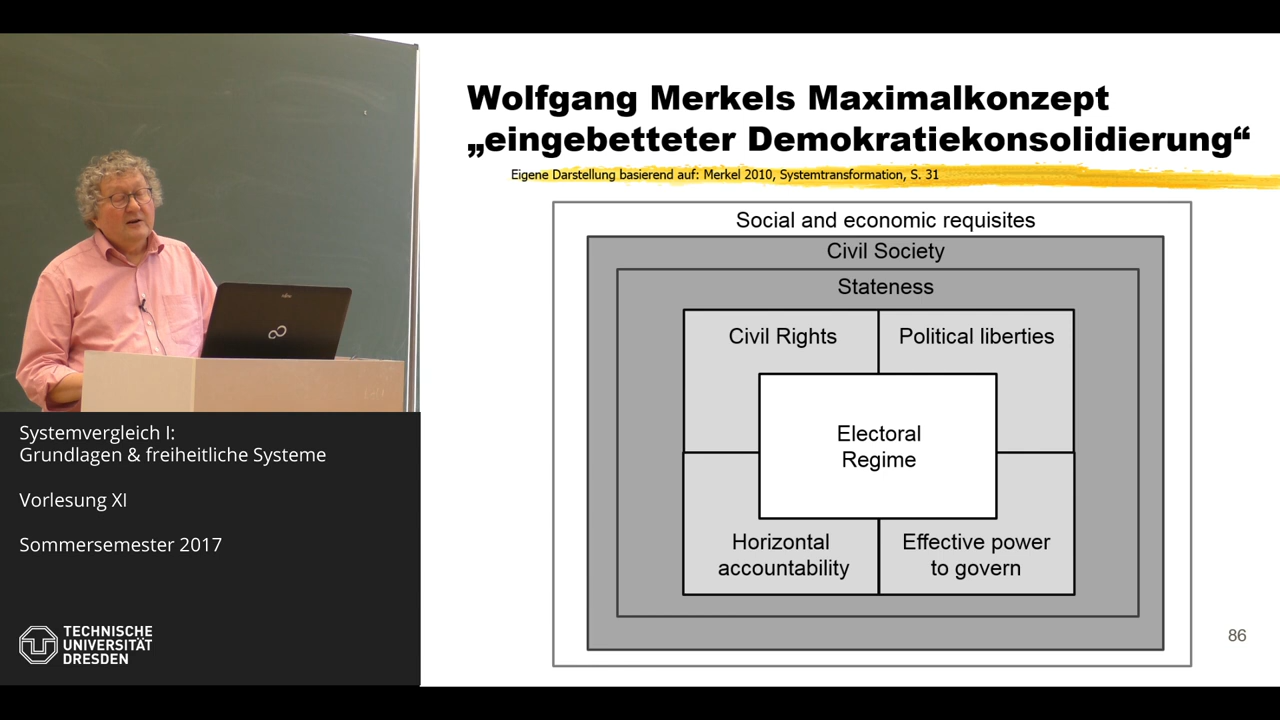 Wolfgang Merkels Maximalkonzept
„eingebetteter Demokratiekonsolidierung“
Eigene Darstellung basierend auf: Merkel 2010, Systemtransformation, S. 31
Social and economic requisites
Civil Society
Stateness
Civil Rights
Political liberties
Electoral
Regime
Horizontal
accountability
Effective power
to govern
86
Systemvergleich I:
Grundlagen & freiheitliche Systeme
Vorlesung XI
Sommersemester 2017
TECHNISCHE
UNIVERSITÄT
DRESDEN